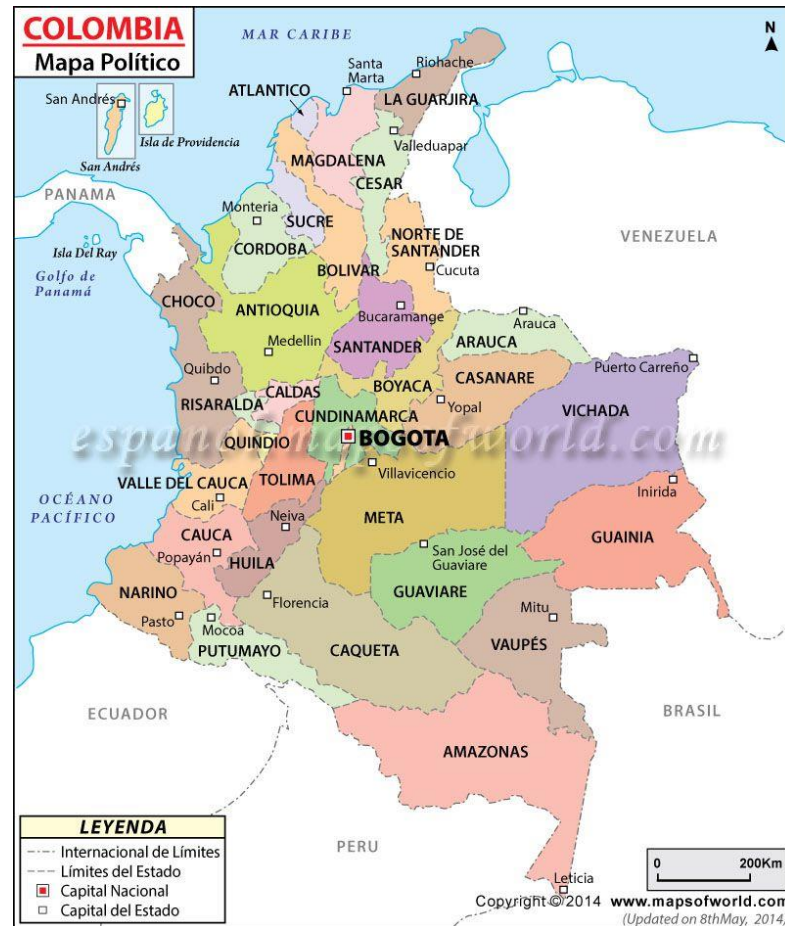 COLOMBIA
Mapa Político
MAR CARIBE
N
San Andrés
Isla de Providencia
San Andrés
Santa
Marta
Riohache
ATLANTICO
LA GUARJIRA
Valleduapar
MAGDALENA
CESAR
PANAMA
Monteria
SUCRE
CORDOBA
NORTE DE
SANTANDER
VENEZUELA
Isla Del Ray
BOLIVAR
Cucuta
Golfo de
Panamá
CHOCO
ANTIOQUIA
Bucaramange
Arauca
Medellin
SANTANDER
ARAUCA
Quibdo
BOYACA
CASANARE
Puerto Carreño
RISARALDA
CALDAS
CUNDINAMARCA
Yopal
VICHADA
espanolmapsofworld.com
QUINDIO
BOGOTA
Villavicencio
VALLE DEL CAUCA
TOLIMA
OCÉANO
PACÍFICO
Cali
Inirida
Neiva
META
CAUCA
GUAINIA
Popayán
HUILA
San José del
Guaviare
NARINO
Florencia
GUAVIARE
Pasto
Mocoa
Mitu
PUTUMAYO
CAQUETA
VAUPÉS
ECUADOR
BRASIL
AMAZONAS
PERU
LEYENDA
Internacional de Límites
Límites del Estado
Capital Nacional
Capital del Estado
0 200Km
Leticia
Copyright © 2014 www.mapsofworld.com
(Updated on 8thMay, 2014)